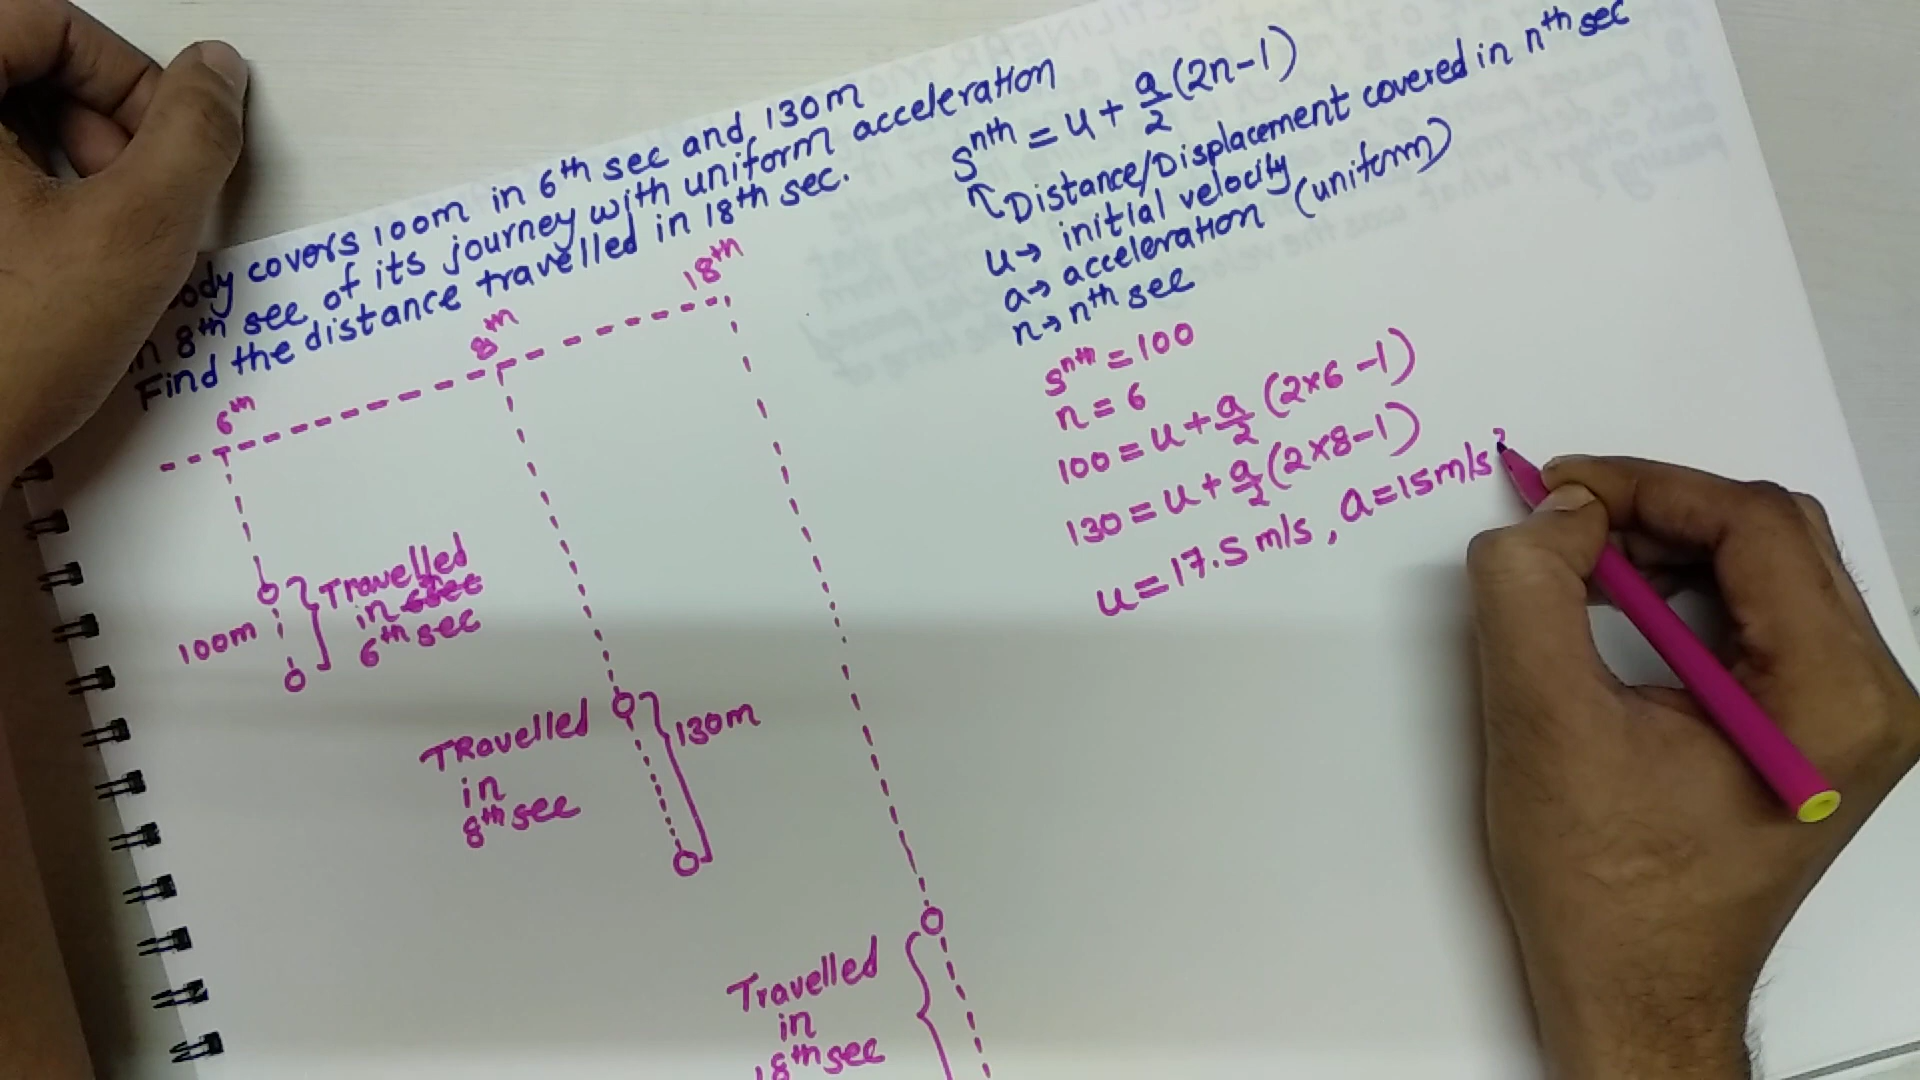 body covers 100m in 6th sec and 130m
in 8th sec of its journey with uniform acceleration
Find the distance travelled in 18th sec.
S^nth = u + a/2 (2n-1)
Distance/Displacement covered in nth sec
u → initial velocity
a → acceleration (uniform)
n → nth sec
6th
8th
18th
100m
Travelled
in
6th sec
Travelled
in
8th sec
130m
Travelled
in
18th sec
S^nth = 100
n = 6
100 = u + a/2 (2×6 -1)
130 = u + a/2 (2×8-1)
u = 17.5 m/s, a = 15 m/s²